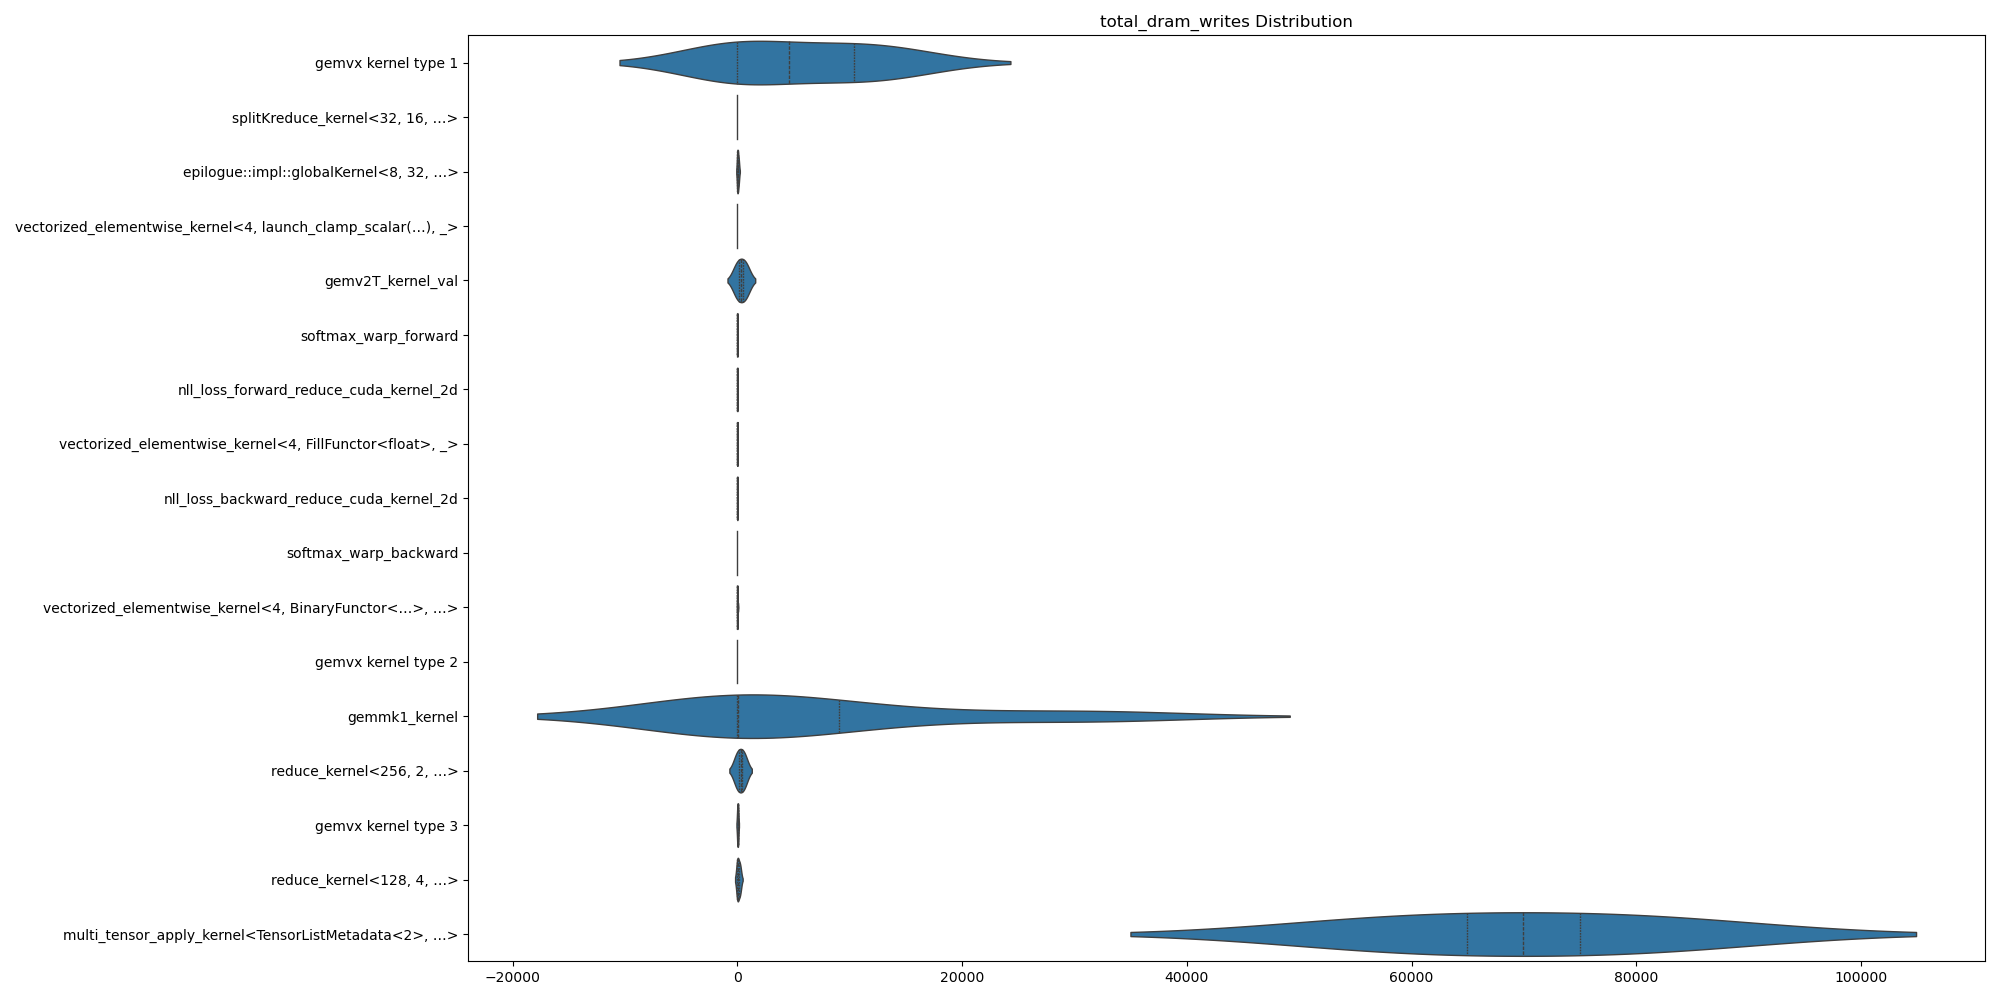 total_dram_writes Distribution
gemvx kernel type 1
splitKreduce_kernel<32, 16, ...>
epilogue::impl::globalKernel<8, 32, ...>
vectorized_elementwise_kernel<4, launch_clamp_scalar(...), _>
gemv2T_kernel_val
softmax_warp_forward
nll_loss_forward_reduce_cuda_kernel_2d
vectorized_elementwise_kernel<4, FillFunctor<float>, _>
nll_loss_backward_reduce_cuda_kernel_2d
softmax_warp_backward
vectorized_elementwise_kernel<4, BinaryFunctor<...>, ...>
gemvx kernel type 2
gemmk1_kernel
reduce_kernel<256, 2, ...>
gemvx kernel type 3
reduce_kernel<128, 4, ...>
multi_tensor_apply_kernel<TensorListMetadata<2>, ...>
−20000 0 20000 40000 60000 80000 100000